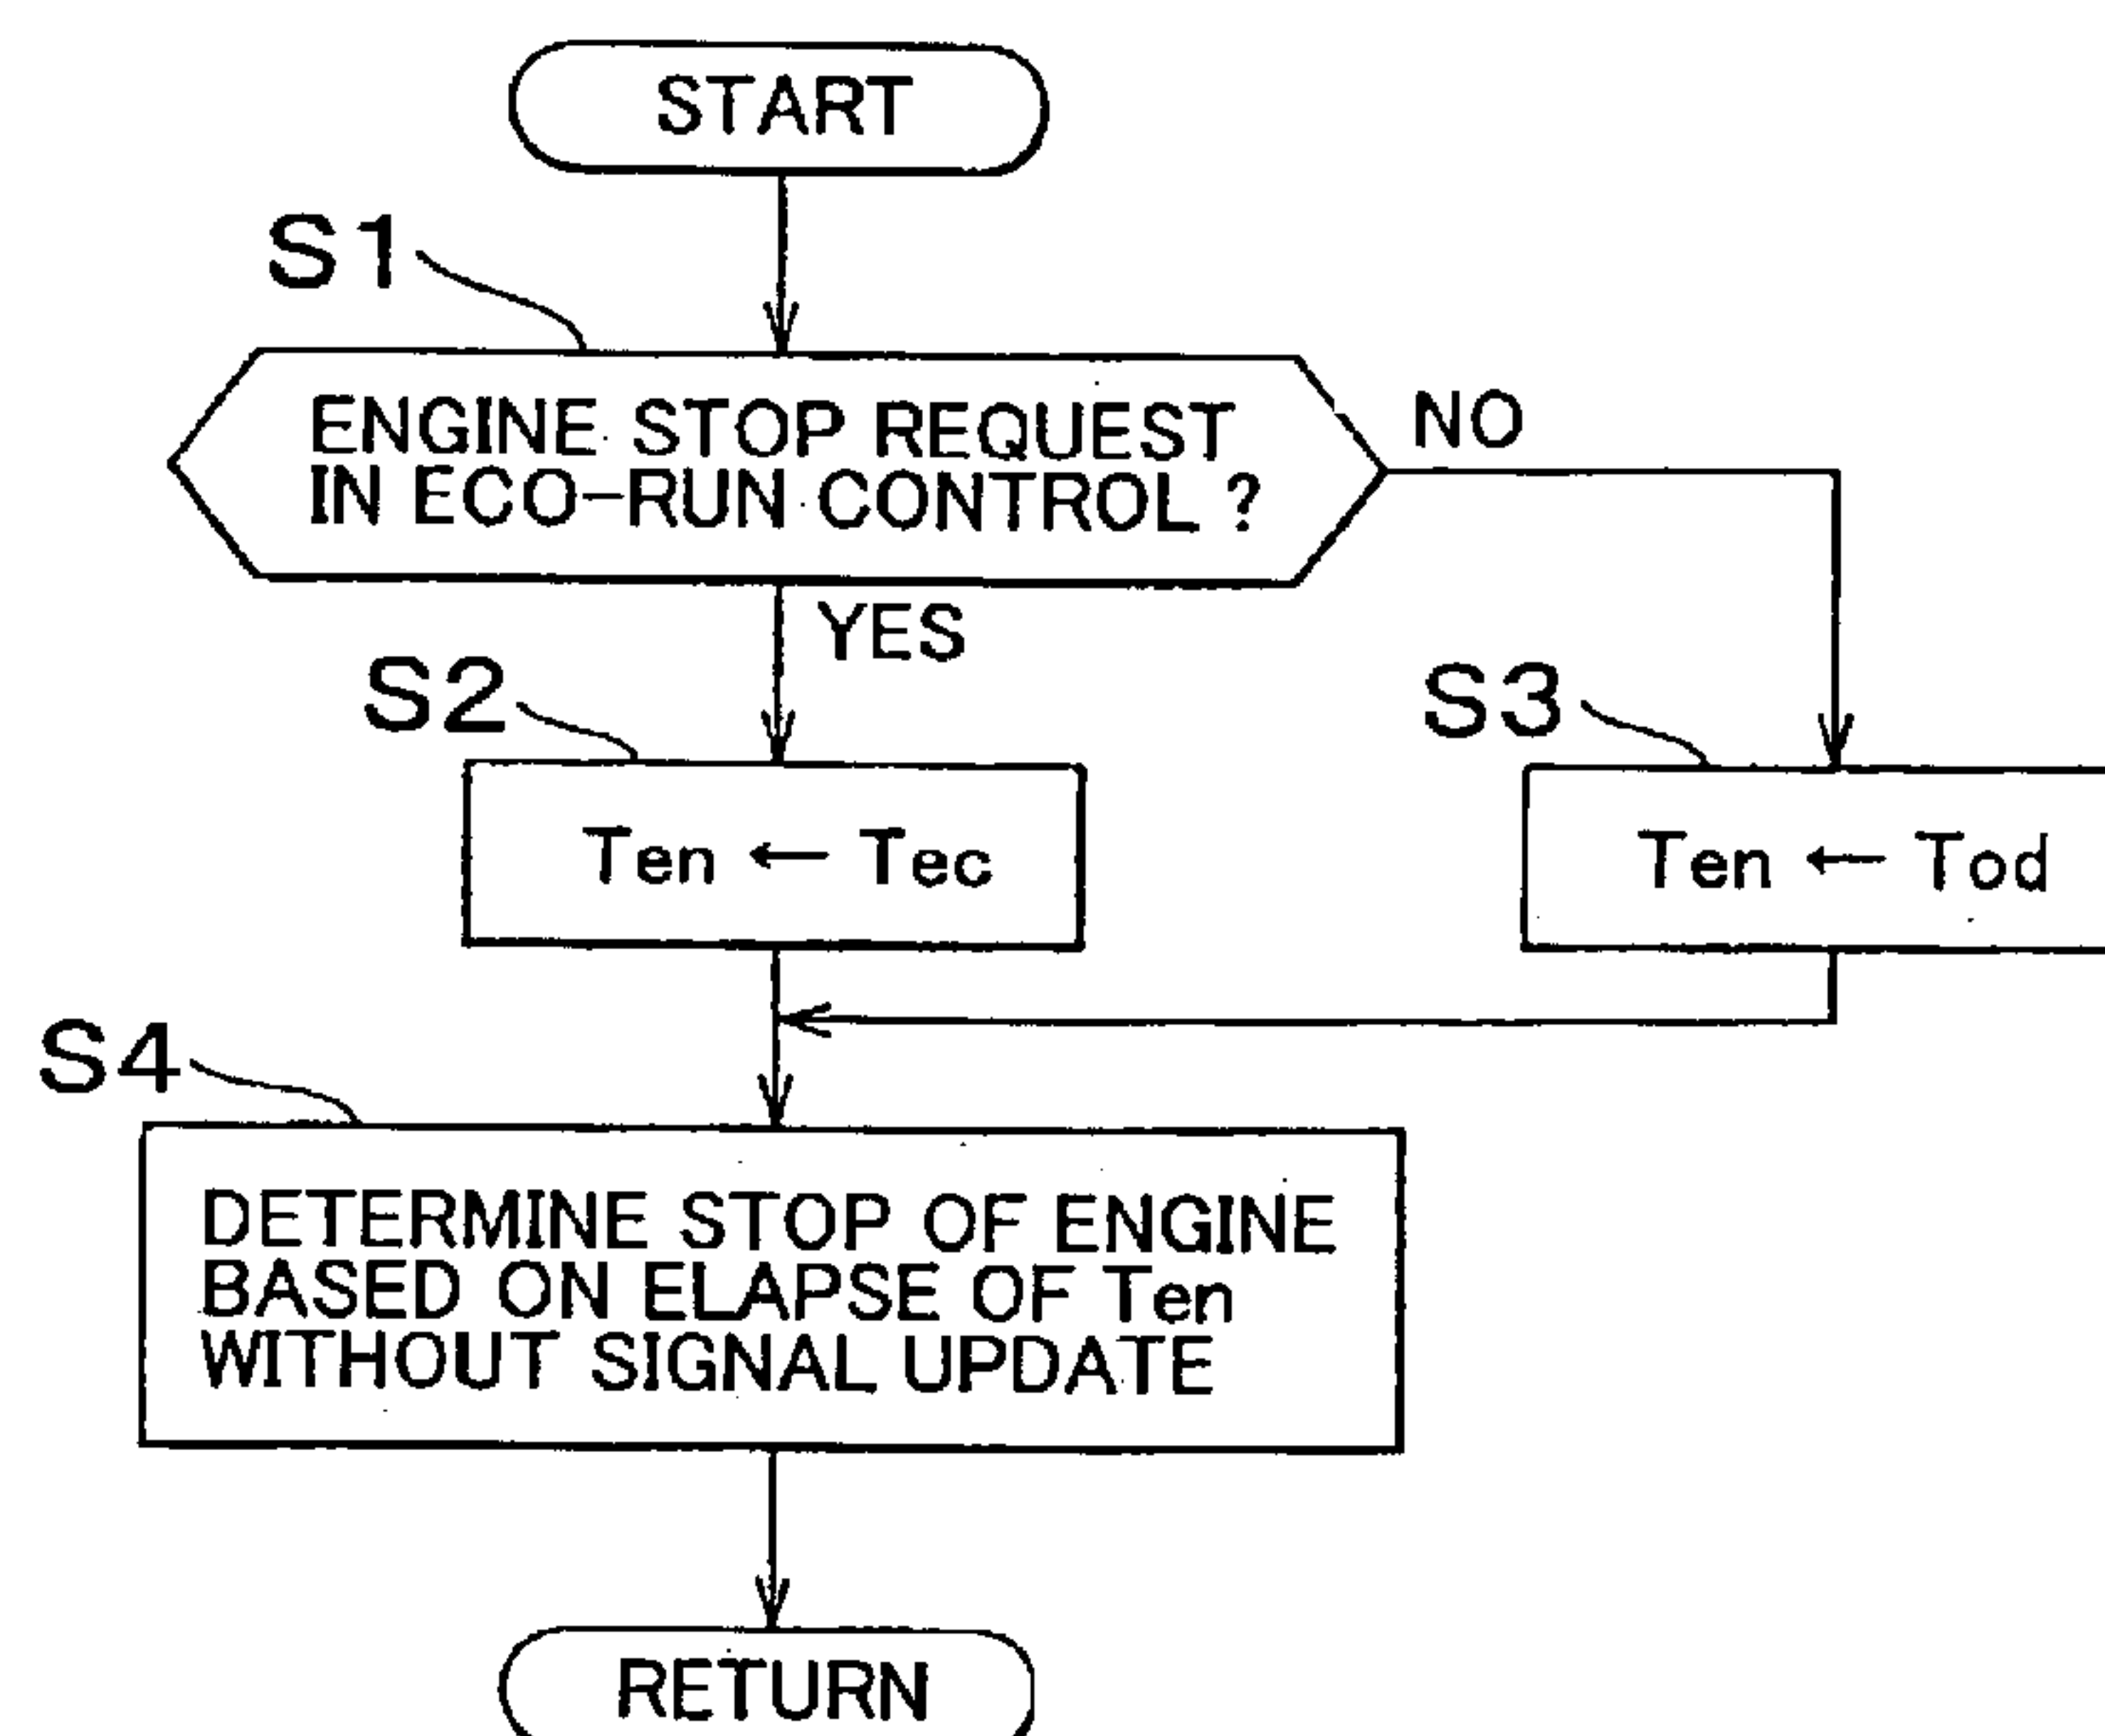 START
S1
ENGINE STOP REQUEST
IN ECO-RUN CONTROL ?
NO
YES
S2
S3
Ten ← Tec
Ten ← Tod
S4
DETERMINE STOP OF ENGINE
BASED ON ELAPSE OF Ten
WITHOUT SIGNAL UPDATE
RETURN